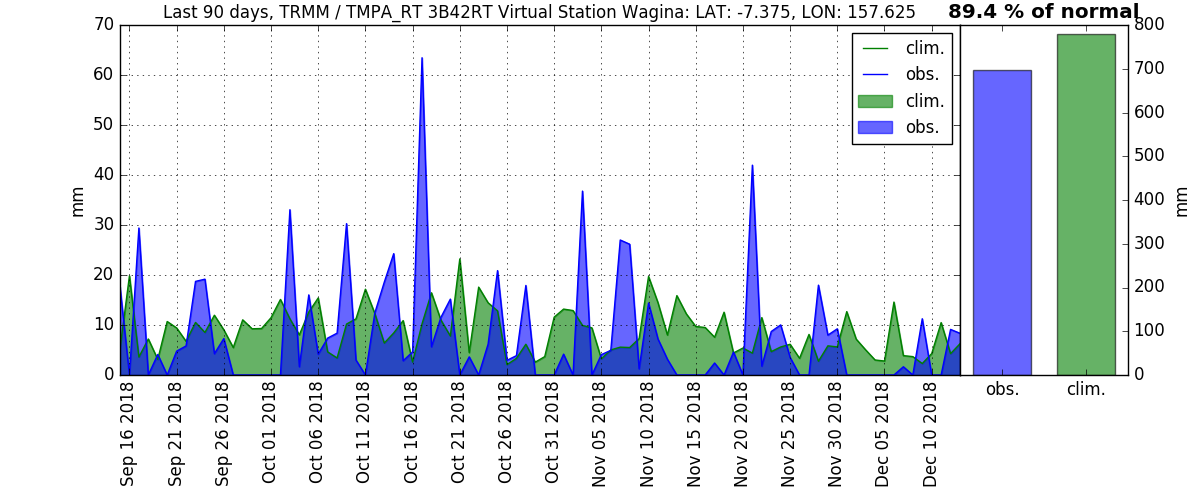 Last 90 days, TRMM / TMPA_RT 3B42RT Virtual Station Wagina: LAT: -7.375, LON: 157.625
89.4 % of normal
70
60
50
40
30
20
10
0
mm
clim.
obs.
clim.
obs.
Sep 16 2018
Sep 21 2018
Sep 26 2018
Oct 01 2018
Oct 06 2018
Oct 11 2018
Oct 16 2018
Oct 21 2018
Oct 26 2018
Oct 31 2018
Nov 05 2018
Nov 10 2018
Nov 15 2018
Nov 20 2018
Nov 25 2018
Nov 30 2018
Dec 05 2018
Dec 10 2018
800
700
600
500
400
300
200
100
0
mm
obs.
clim.